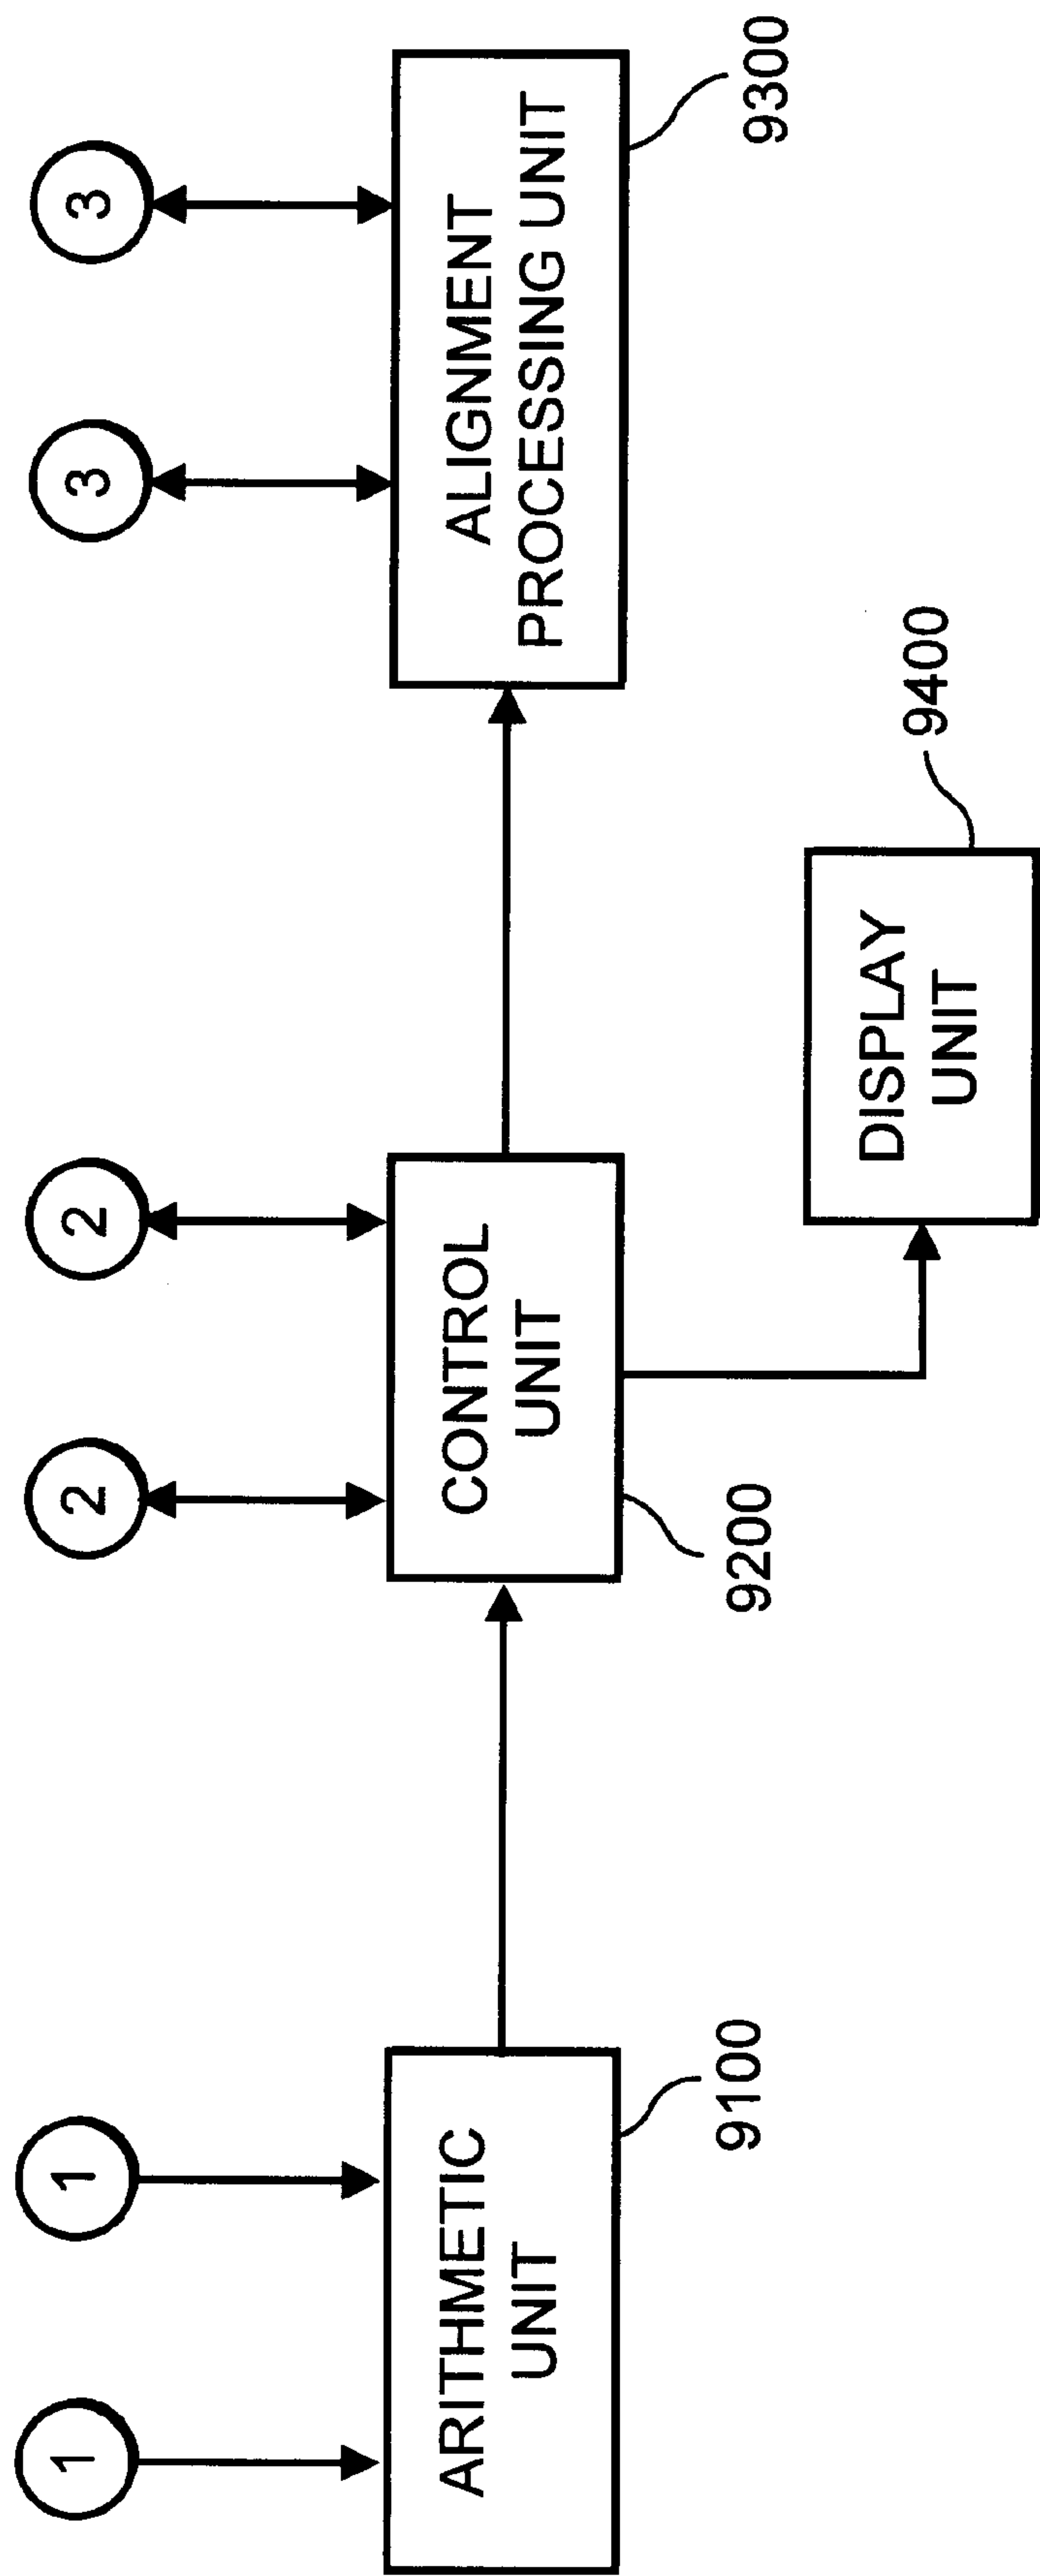 1
1
2
2
3
3
ARITHMETIC
UNIT
CONTROL
UNIT
ALIGNMENT
PROCESSING UNIT
9100
9200
9300
DISPLAY
UNIT
9400